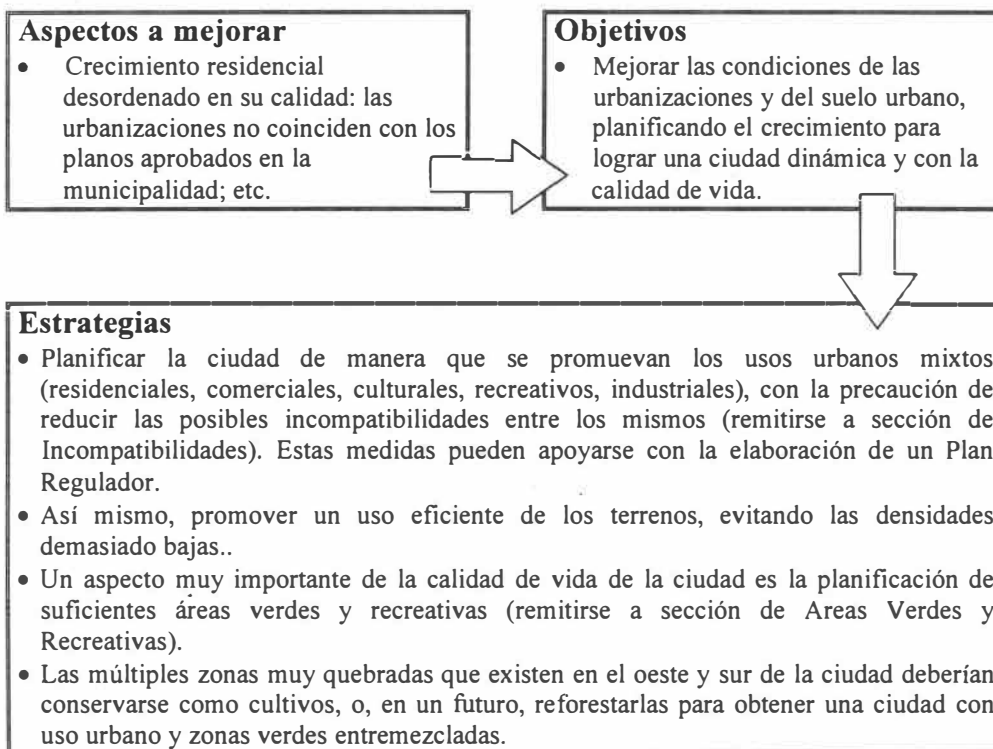 Aspectos a mejorar
• Crecimiento residencial
desordenado en su calidad: las
urbanizaciones no coinciden con los
planos aprobados en la
municipalidad; etc.
Objetivos
• Mejorar las condiciones de las
urbanizaciones y del suelo urbano,
planificando el crecimiento para
lograr una ciudad dinámica y con la
calidad de vida.
Estrategias
• Planificar la ciudad de manera que se promuevan los usos urbanos mixtos
(residenciales, comerciales, culturales, recreativos, industriales), con la precaución de
reducir las posibles incompatibilidades entre los mismos (remitirse a sección de
Incompatibilidades). Estas medidas pueden apoyarse con la elaboración de un Plan
Regulador.
• Así mismo, promover un uso eficiente de los terrenos, evitando las densidades
demasiado bajas..
• Un aspecto muy importante de la calidad de vida de la ciudad es la planificación de
suficientes áreas verdes y recreativas (remitirse a sección de Areas Verdes y
Recreativas).
• Las múltiples zonas muy quebradas que existen en el oeste y sur de la ciudad deberían
conservarse como cultivos, o, en un futuro, reforestarlas para obtener una ciudad con
uso urbano y zonas verdes entremezcladas.